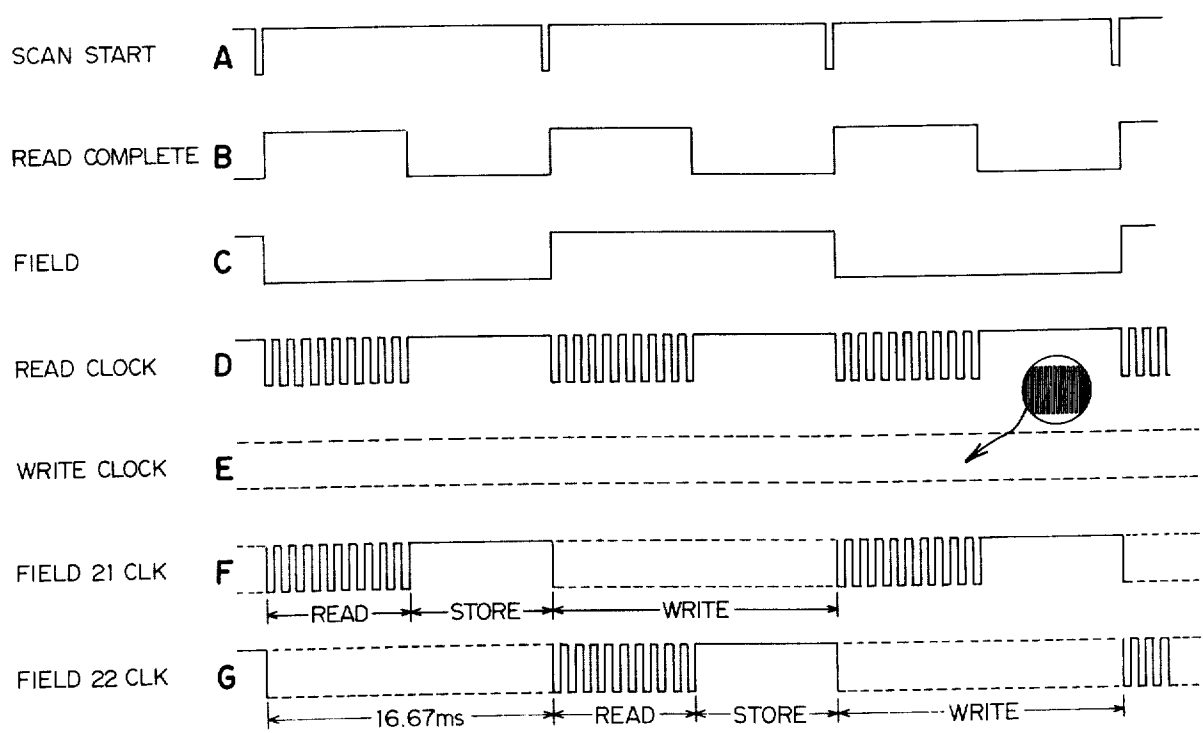 SCAN START A
READ COMPLETE B
FIELD C
READ CLOCK D
WRITE CLOCK E
FIELD 21 CLK F
READ STORE WRITE
FIELD 22 CLK G
16.67ms READ STORE WRITE